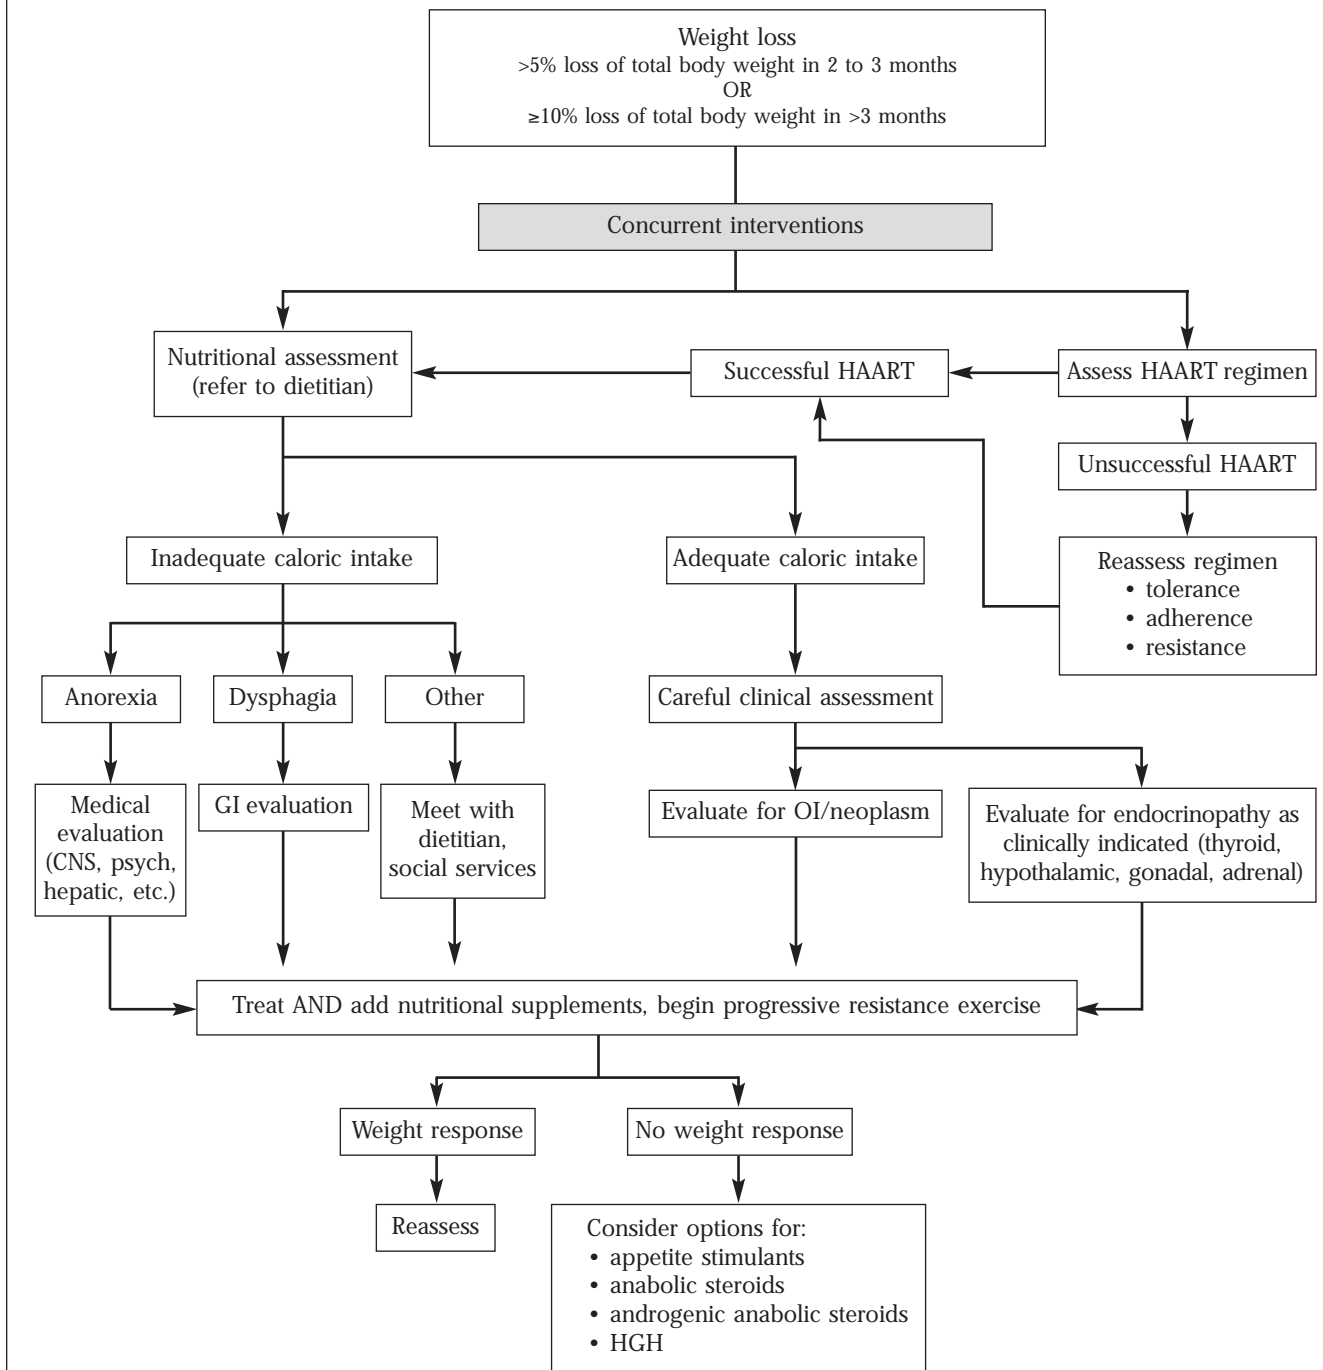 Weight loss
>5% loss of total body weight in 2 to 3 months
OR
≥10% loss of total body weight in >3 months
Concurrent interventions
Nutritional assessment
(refer to dietitian)
Successful HAART
Assess HAART regimen
Unsuccessful HAART
Inadequate caloric intake
Adequate caloric intake
Reassess regimen
• tolerance
• adherence
• resistance
Anorexia
Dysphagia
Other
Careful clinical assessment
Medical
evaluation
(CNS, psych,
hepatic, etc.)
GI evaluation
Meet with
dietitian,
social services
Evaluate for OI/neoplasm
Evaluate for endocrinopathy as
clinically indicated (thyroid,
hypothalamic, gonadal, adrenal)
Treat AND add nutritional supplements, begin progressive resistance exercise
Weight response
No weight response
Reassess
Consider options for:
• appetite stimulants
• anabolic steroids
• androgenic anabolic steroids
• HGH